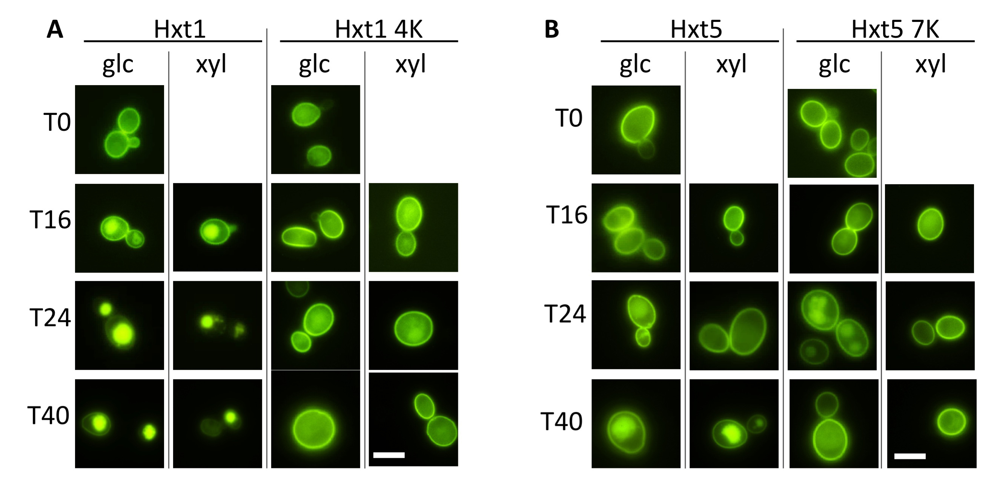 A Hxt1 Hxt1 4K B Hxt5 Hxt5 7K
glc xyl glc xyl glc xyl glc xyl
T0 T0
T16 T16
T24 T24
T40 T40